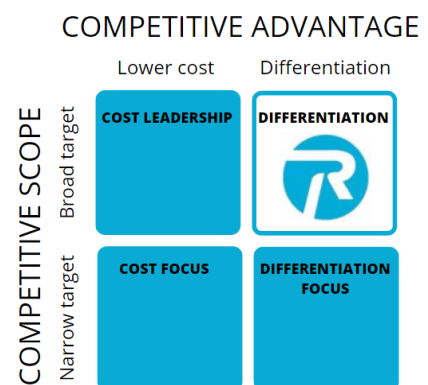 COMPETITIVE ADVANTAGE
Lower cost Differentiation
COMPETITIVE SCOPE
Broad target
COST LEADERSHIP
DIFFERENTIATION
R
Narrow target
COST FOCUS
DIFFERENTIATION
FOCUS